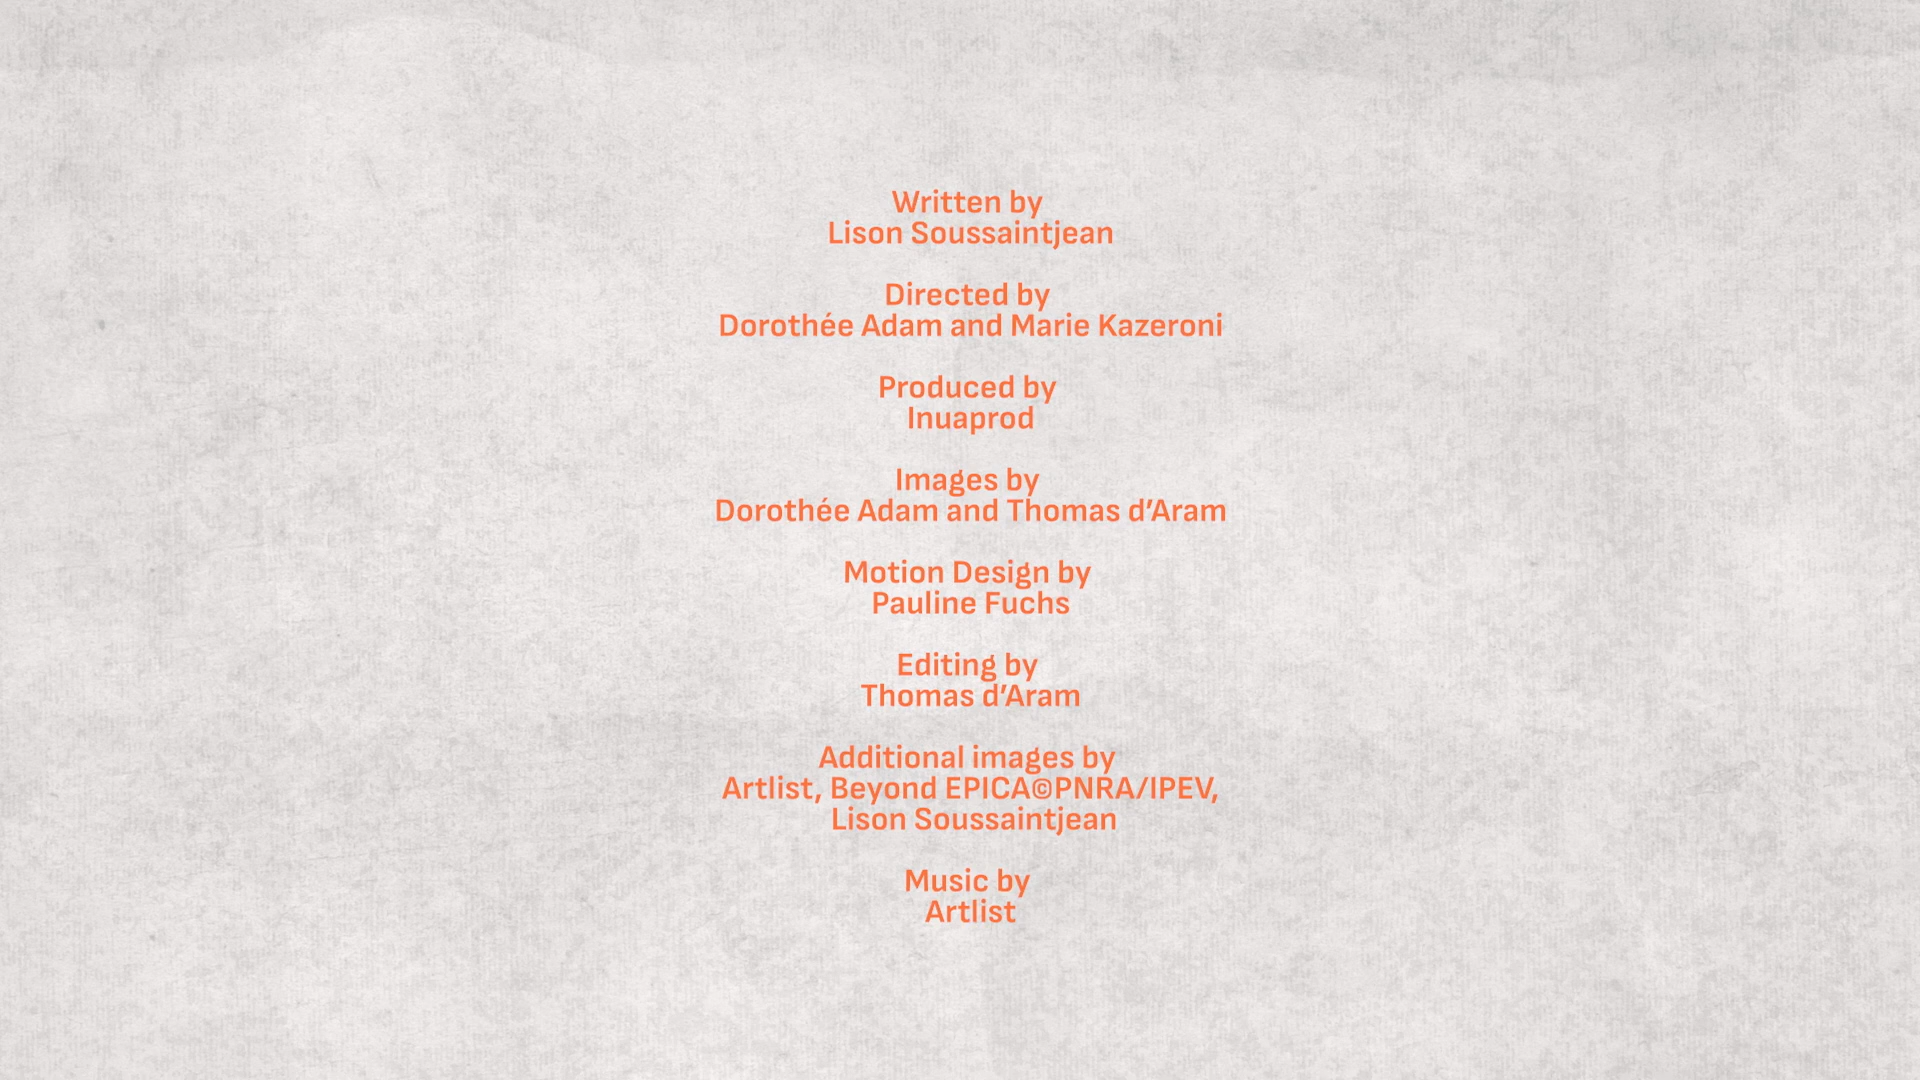 Written by
Lison Soussaintjean
Directed by
Dorothée Adam and Marie Kazeroni
Produced by
Inuaprod
Images by
Dorothée Adam and Thomas d’Aram
Motion Design by
Pauline Fuchs
Editing by
Thomas d’Aram
Additional images by
Artlist, Beyond EPICA©PNRA/IPEV,
Lison Soussaintjean
Music by
Artlist